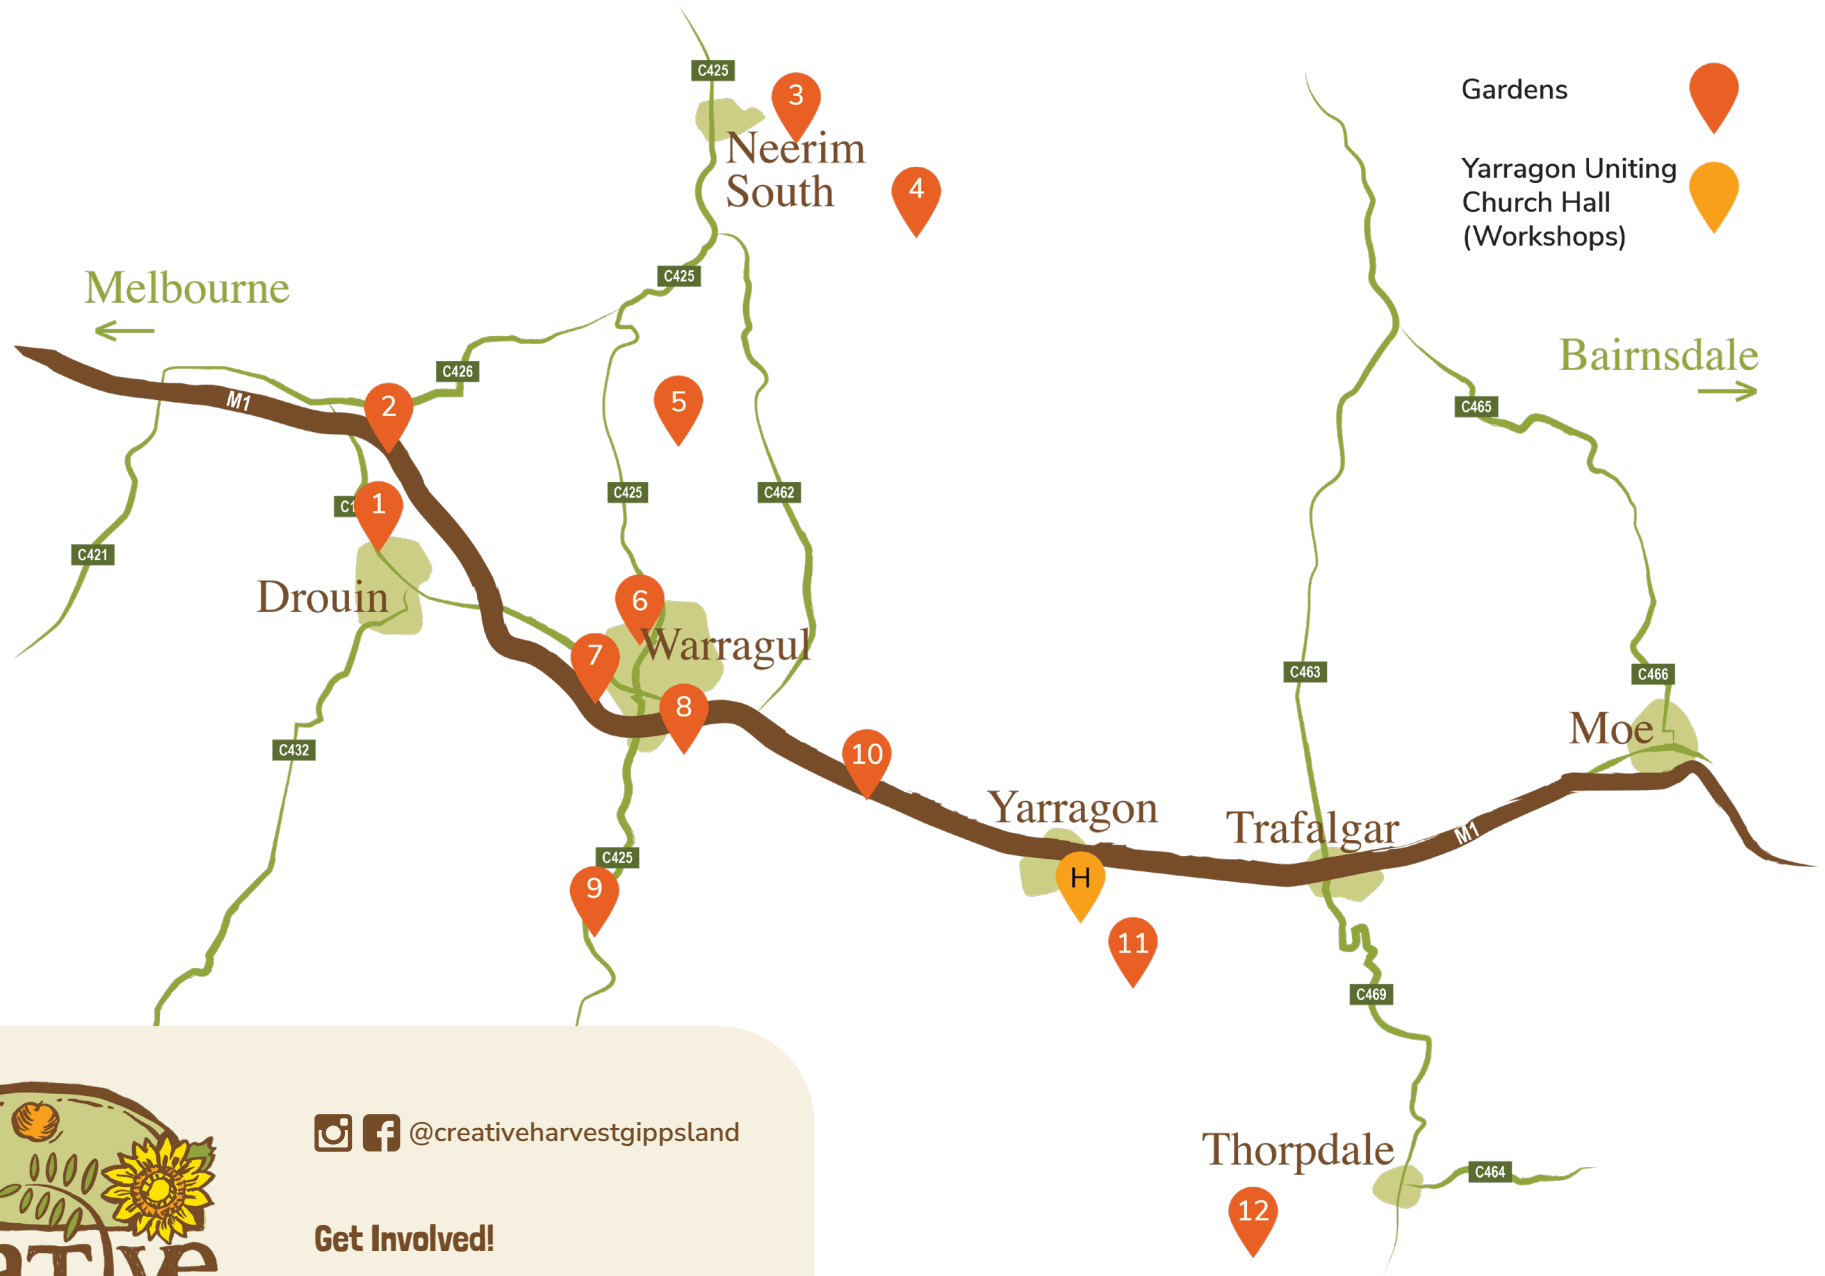 C425
3
Gardens
Neerim
South
Yarragon Uniting
Church Hall
(Workshops)
4
C425
Melbourne
Bairnsdale
C426
M1
2
5
C465
C425
C462
1
C421
Drouin
6
Warragul
7
C463
C466
8
Moe
C432
10
Yarragon
Trafalgar
M1
C425
9
H
11
C469
@creativeharvestgippsland
Thorpdale
C464
12
Get Involved!